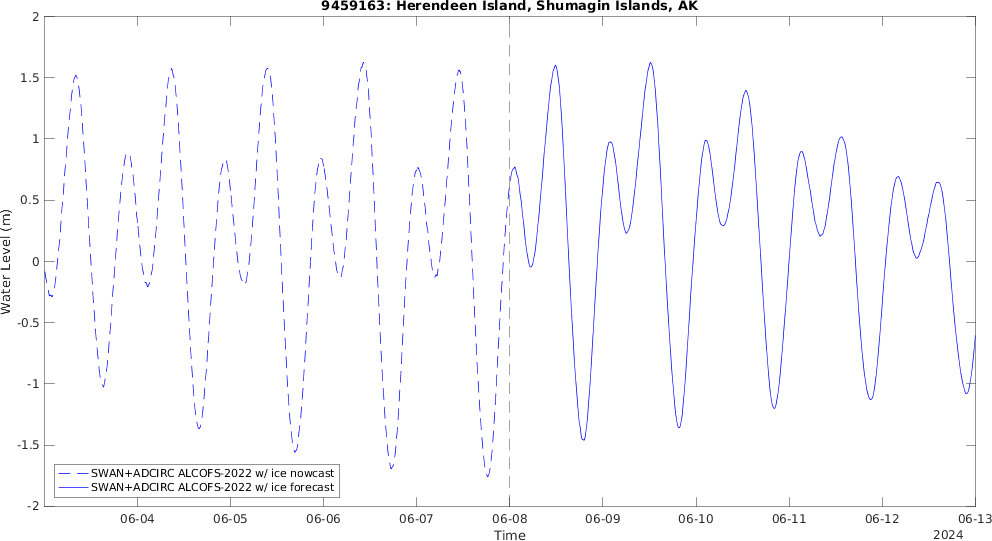 9459163: Herendeen Island, Shumagin Islands, AK
2
1.5
1
0.5
0
-0.5
-1
-1.5
-2
Water Level (m)
SWAN+ADCIRC ALCOFS-2022 w/ ice nowcast
SWAN+ADCIRC ALCOFS-2022 w/ ice forecast
06-04 06-05 06-06 06-07 06-08 06-09 06-10 06-11 06-12 06-13
Time
2024